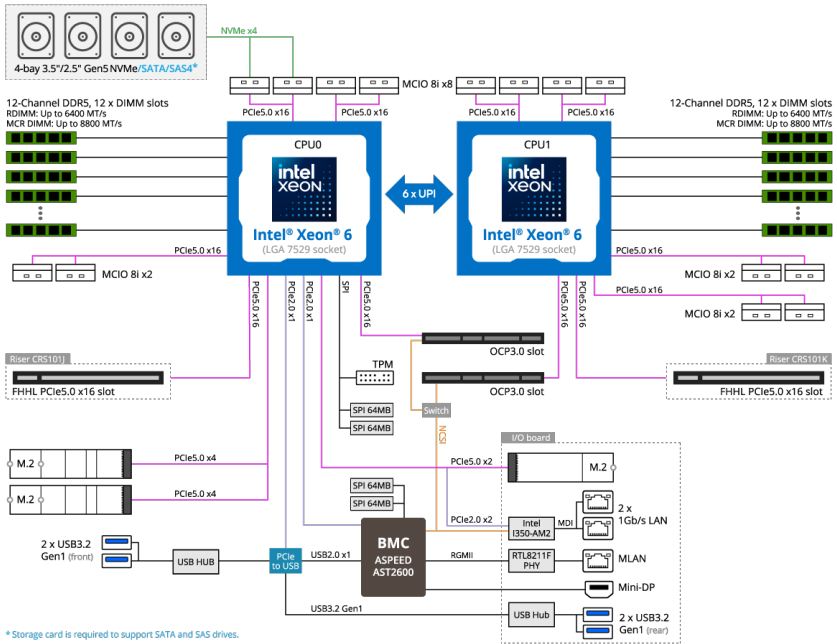 NVMe x4
4-bay 3.5"/2.5" Gen5 NVMe/SATA/SAS4*
MCIO 8i x8
PCIe5.0 x16
PCIe5.0 x16
PCIe5.0 x16
PCIe5.0 x16
12-Channel DDR5, 12 x DIMM slots
RDIMM: Up to 6400 MT/s
MCR DIMM: Up to 8800 MT/s
12-Channel DDR5, 12 x DIMM slots
RDIMM: Up to 6400 MT/s
MCR DIMM: Up to 8800 MT/s
CPU0
intel
XEON
Intel® Xeon® 6
(LGA 7529 socket)
6 x UPI
CPU1
intel
XEON
Intel® Xeon® 6
(LGA 7529 socket)
PCIe5.0 x16
MCIO 8i x2
PCIe5.0 x16
MCIO 8i x2
PCIe5.0 x16
MCIO 8i x2
PCIe5.0 x16
PCIe2.0 x1
PCIe2.0 x1
SPI
PCIe5.0 x16
PCIe5.0 x16
PCIe5.0 x16
OCP3.0 slot
OCP3.0 slot
Riser CRS101J
FHHL PCIe5.0 x16 slot
Riser CRS101K
FHHL PCIe5.0 x16 slot
TPM
SPI 64MB
SPI 64MB
Switch
NCSI
I/O board
M.2
PCIe5.0 x4
M.2
PCIe5.0 x4
PCIe5.0 x2
M.2
SPI 64MB
SPI 64MB
PCIe2.0 x2
Intel
I350-AM2
MDI
2 x
1Gb/s LAN
2 x USB3.2
Gen1 (front)
USB HUB
PCIe
to USB
USB2.0 x1
BMC
ASPEED
AST2600
RGMII
RTL8211F
PHY
MLAN
Mini-DP
USB3.2 Gen1
USB Hub
2 x USB3.2
Gen1 (rear)
* Storage card is required to support SATA and SAS drives.